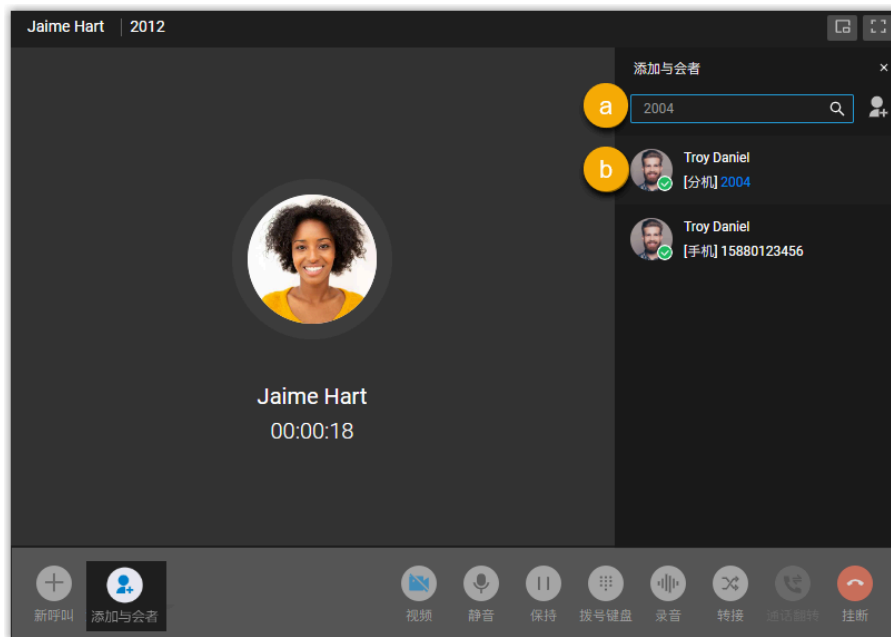 Jaime Hart | 2012
添加与会者 ×
a
2004
b
Troy Daniel
[分机] 2004
Troy Daniel
[手机] 15880123456
Jaime Hart
00:00:18
新呼叫 添加与会者 视频 静音 保持 拨号键盘 录音 转接 通话翻转 挂断